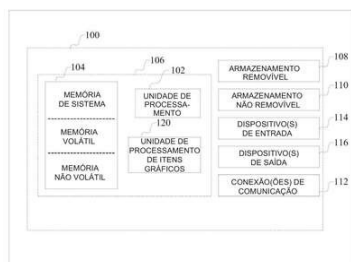 100
106
104
102
MEMÓRIA
DE SISTEMA
MEMÓRIA
VOLÁTIL
MEMÓRIA
NÃO VOLÁTIL
UNIDADE DE
PROCESSA-
MENTO
120
UNIDADE DE
PROCESSAMENTO
DE ITENS
GRÁFICOS
108
ARMAZENAMENTO
REMOVÍVEL
110
ARMAZENAMENTO
NÃO REMOVÍVEL
114
DISPOSITIVO(S)
DE ENTRADA
116
DISPOSITIVO(S)
DE SAÍDA
112
CONEXÃO(ÕES) DE
COMUNICAÇÃO